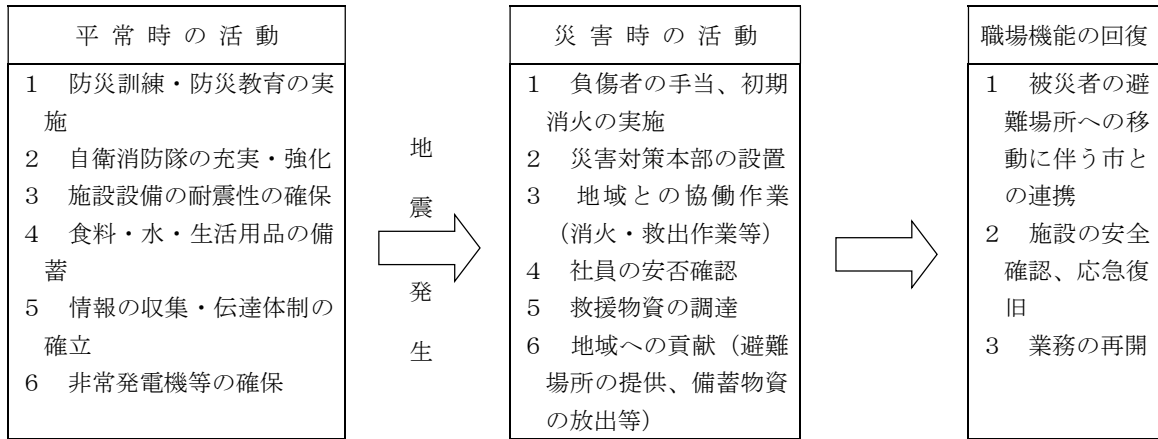 平常時の活動
1　防災訓練・防災教育の実
施
2　自衛消防隊の充実・強化
3　施設設備の耐震性の確保
4　食料・水・生活用品の備
蓄
5　情報の収集・伝達体制の
確立
6　非常発電機等の確保
地震発生
災害時の活動
1　負傷者の手当、初期
消火の実施
2　災害対策本部の設置
3　地域との協働作業
（消火・救出作業等）
4　社員の安否確認
5　救援物資の調達
6　地域への貢献（避難
場所の提供、備蓄物資
の放出等）
職場機能の回復
1　被災者の避
難場所への移
動に伴う市と
の連携
2　施設の安全
確認、応急復
旧
3　業務の再開